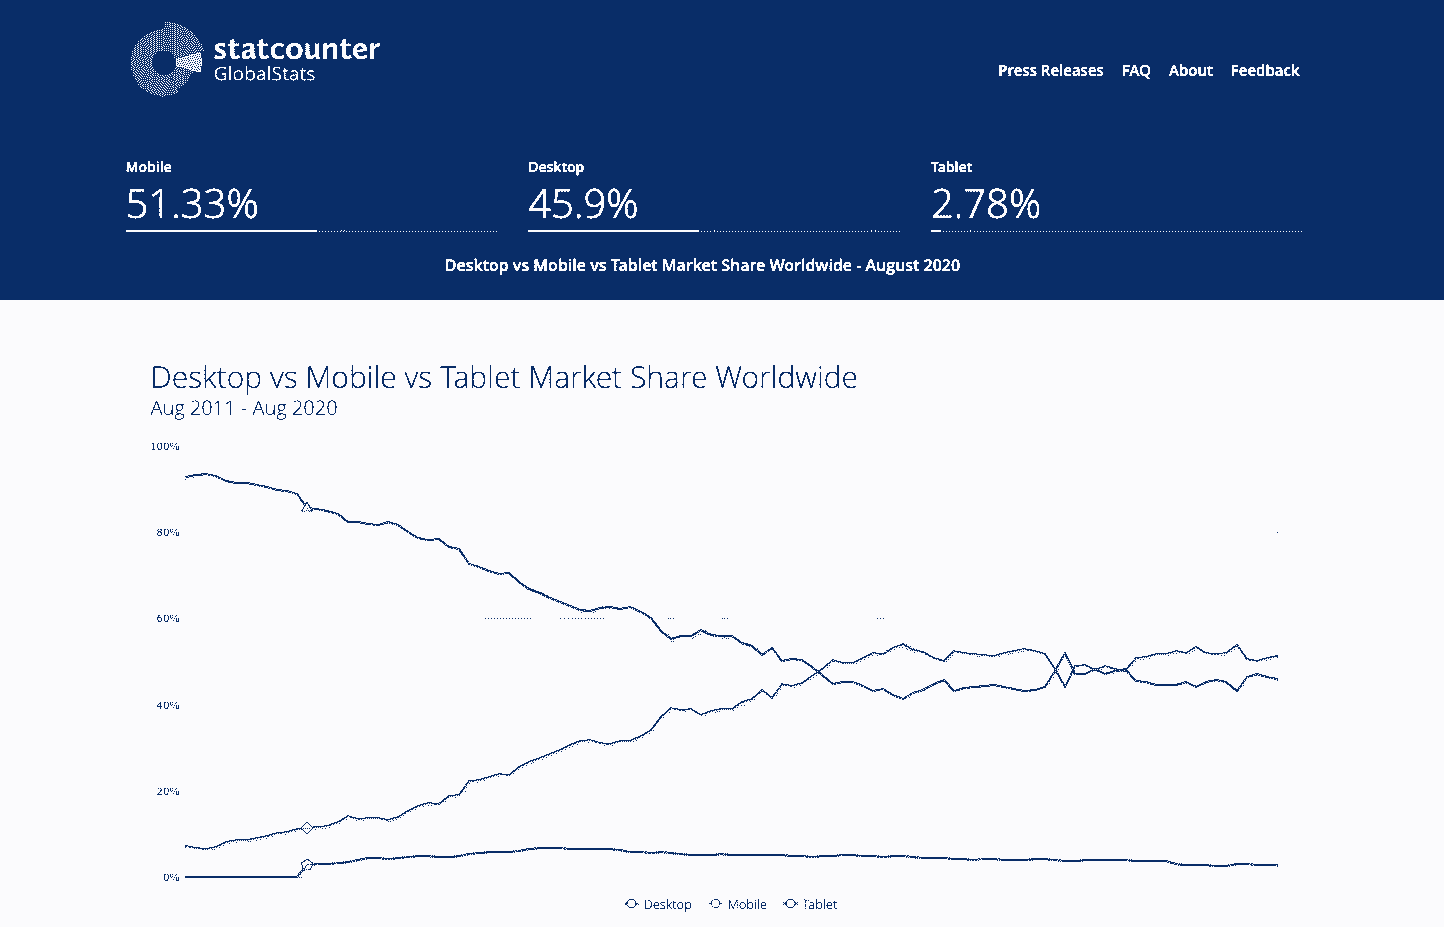 statcounter
GlobalStats
Press Releases FAQ About Feedback
Mobile
51.33%
Desktop
45.9%
Tablet
2.78%
Desktop vs Mobile vs Tablet Market Share Worldwide - August 2020
Desktop vs Mobile vs Tablet Market Share Worldwide
Aug 2011 - Aug 2020
100%
80%
60%
40%
20%
0%
Desktop Mobile Tablet